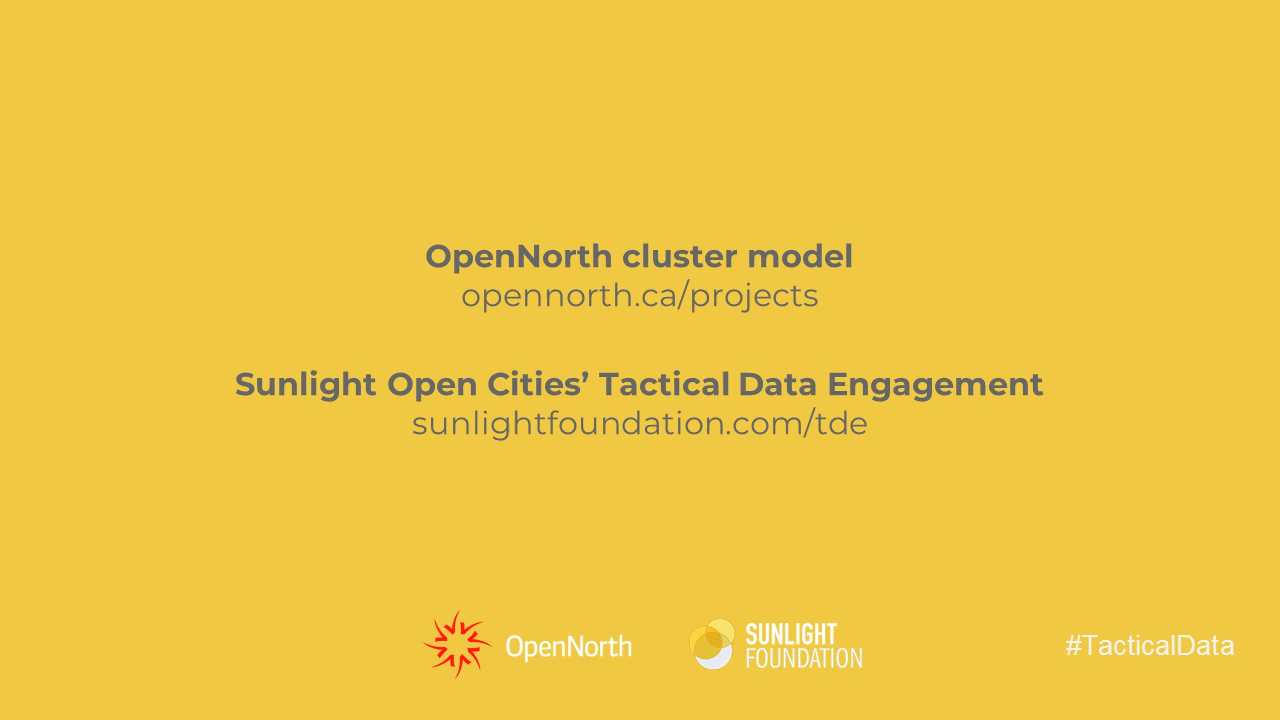 OpenNorth cluster model
opennorth.ca/projects
Sunlight Open Cities’ Tactical Data Engagement
sunlightfoundation.com/tde
OpenNorth
SUNLIGHT
FOUNDATION
#TacticalData